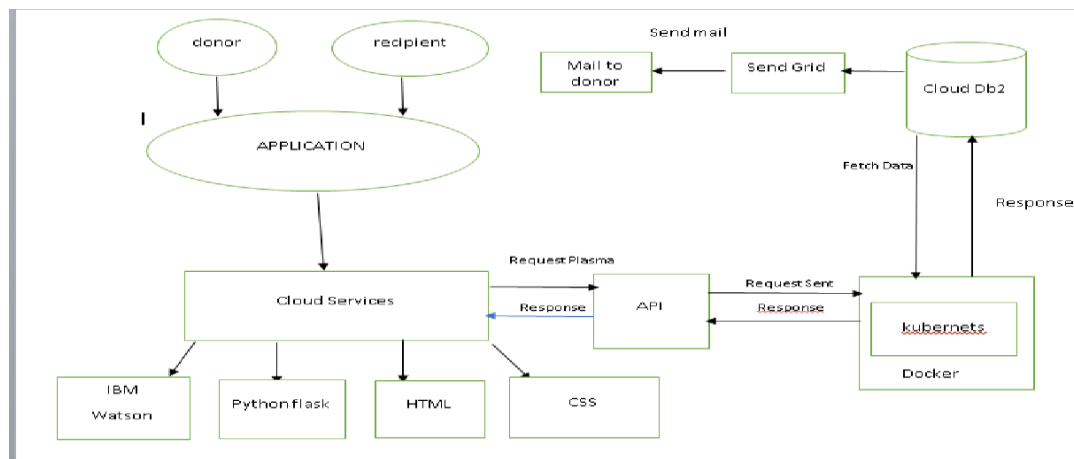 donor
recipient
Send mail
Mail to
donor
Send Grid
Cloud Db2
APPLICATION
Fetch Data
Response
Request Plasma
Cloud Services
Response
API
Request Sent
Response
kubernets
Docker
IBM
Watson
Python flask
HTML
CSS